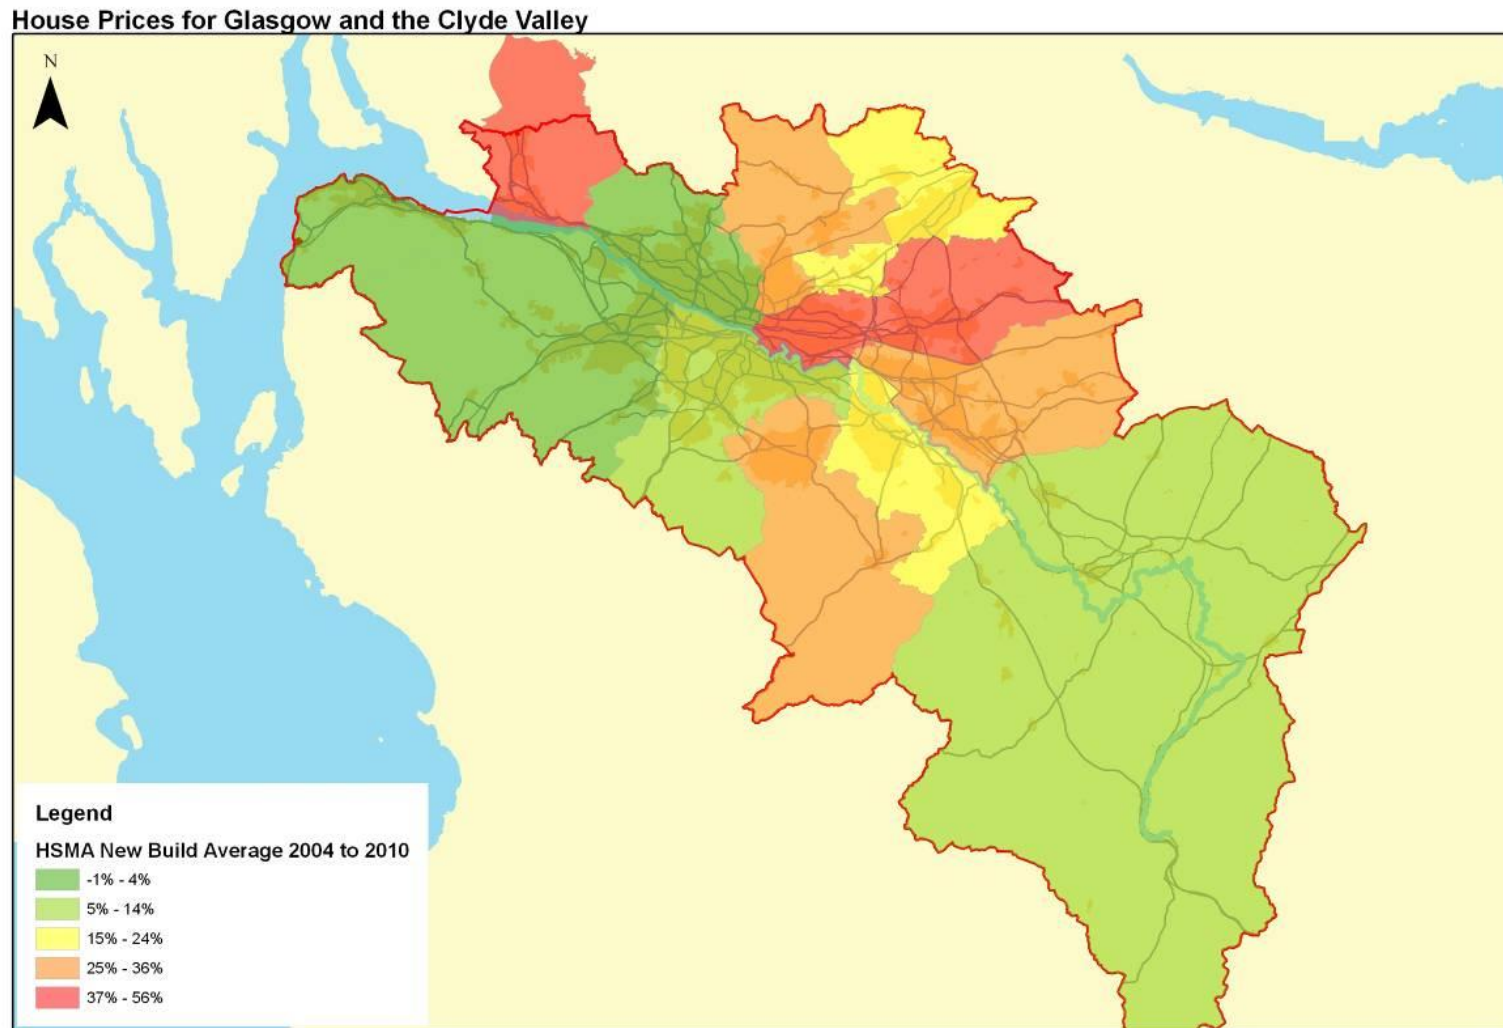 House Prices for Glasgow and the Clyde Valley
N
Legend
HSMA New Build Average 2004 to 2010
-1% - 4%
5% - 14%
15% - 24%
25% - 36%
37% - 56%